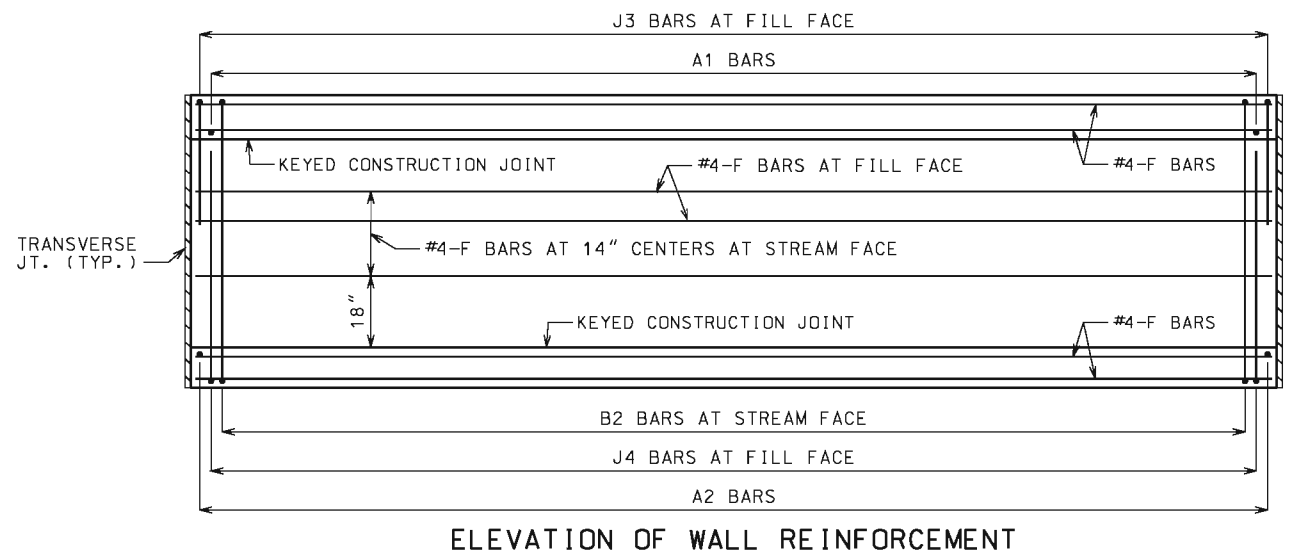 J3 BARS AT FILL FACE
A1 BARS
KEYED CONSTRUCTION JOINT
#4-F BARS AT FILL FACE
#4-F BARS
TRANSVERSE
JT. (TYP.)
#4-F BARS AT 14" CENTERS AT STREAM FACE
18"
KEYED CONSTRUCTION JOINT
#4-F BARS
B2 BARS AT STREAM FACE
J4 BARS AT FILL FACE
A2 BARS
ELEVATION OF WALL REINFORCEMENT